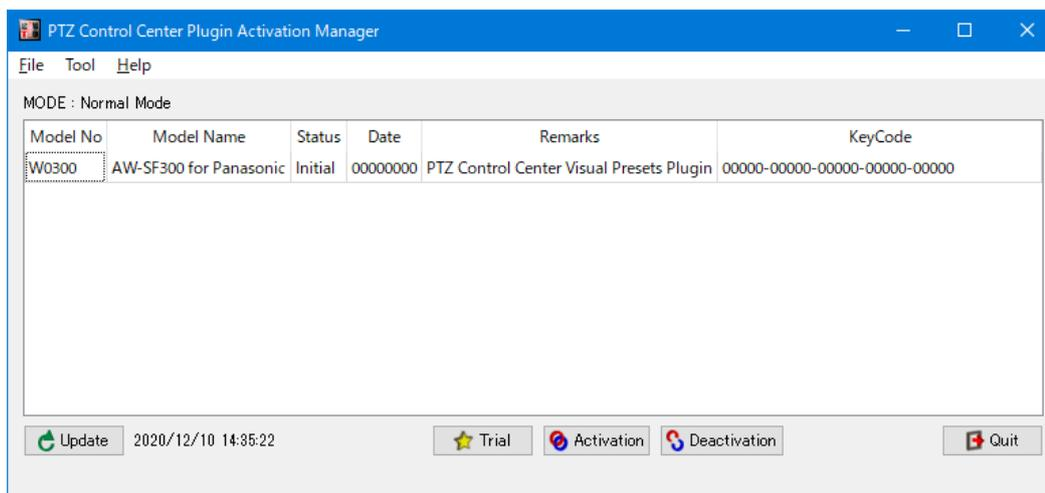 PTZ Control Center Plugin Activation Manager
File Tool Help
MODE : Normal Mode
Model No Model Name Status Date Remarks KeyCode
W0300 AW-SF300 for Panasonic Initial 00000000 PTZ Control Center Visual Presets Plugin 00000-00000-00000-00000-00000
Update 2020/12/10 14:35:22 Trial Activation Deactivation Quit